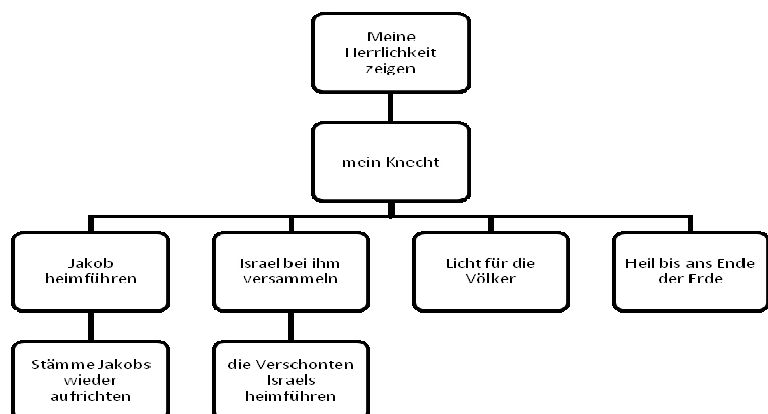 Meine
Herrlichkeit
zeigen
mein Knecht
Jakob
heimführen
Israel bei ihm
versammeln
Licht für die
Völker
Heil bis ans Ende
der Erde
Stämme Jakobs
wieder
aufrichten
die Verschonten
Israels
heimführen